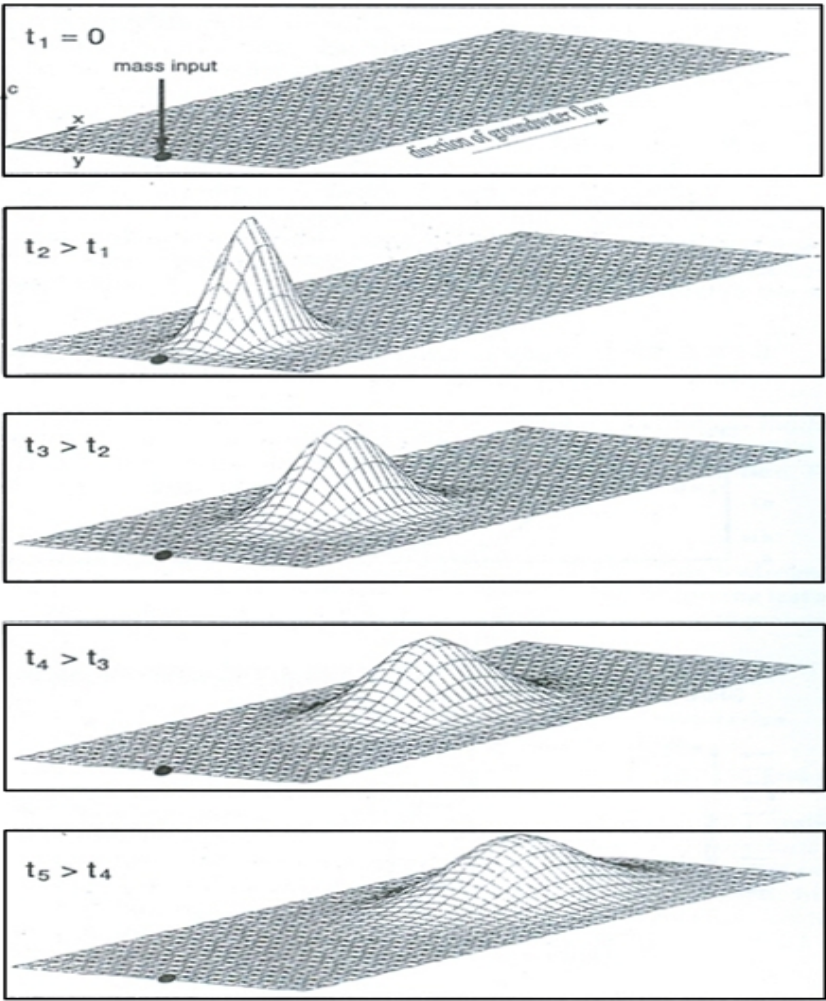 t₁ = 0
mass input
c
x
y
direction of groundwater flow
t₂ > t₁
t₃ > t₂
t₄ > t₃
t₅ > t₄